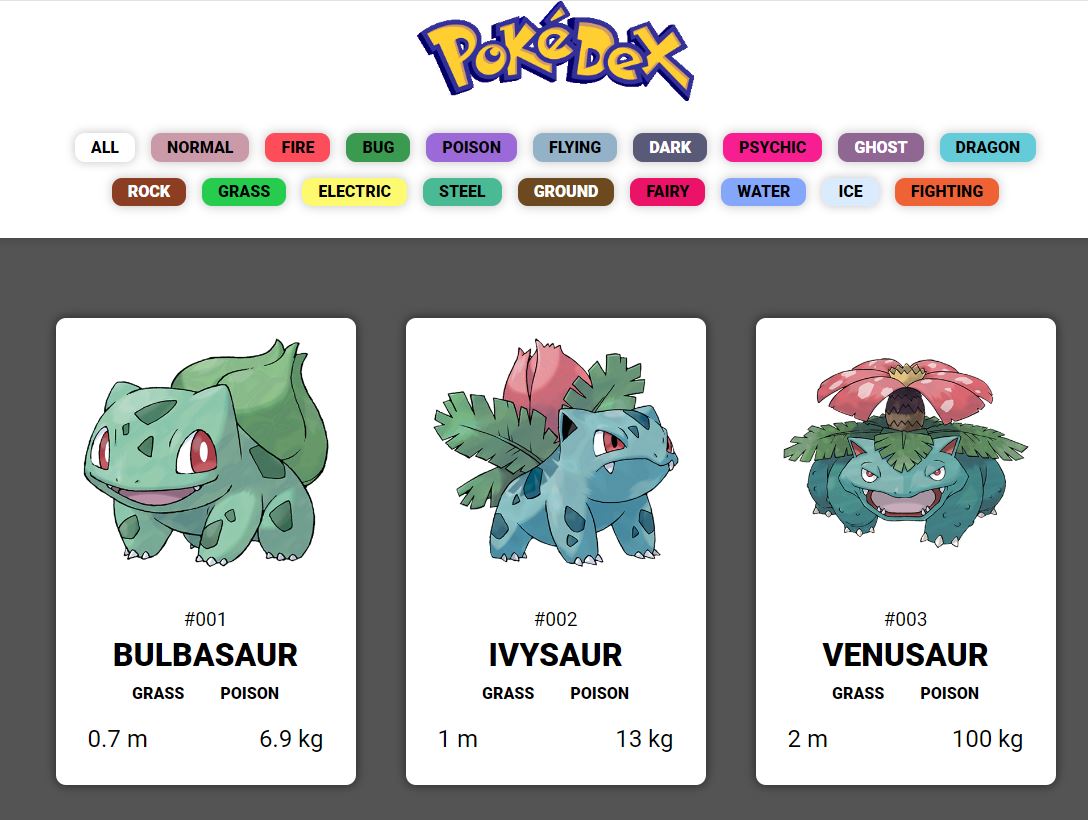 PokéDex
ALL NORMAL FIRE BUG POISON FLYING DARK PSYCHIC GHOST DRAGON
ROCK GRASS ELECTRIC STEEL GROUND FAIRY WATER ICE FIGHTING
#001
BULBASAUR
GRASS POISON
0.7 m 6.9 kg
#002
IVYSAUR
GRASS POISON
1 m 13 kg
#003
VENUSAUR
GRASS POISON
2 m 100 kg